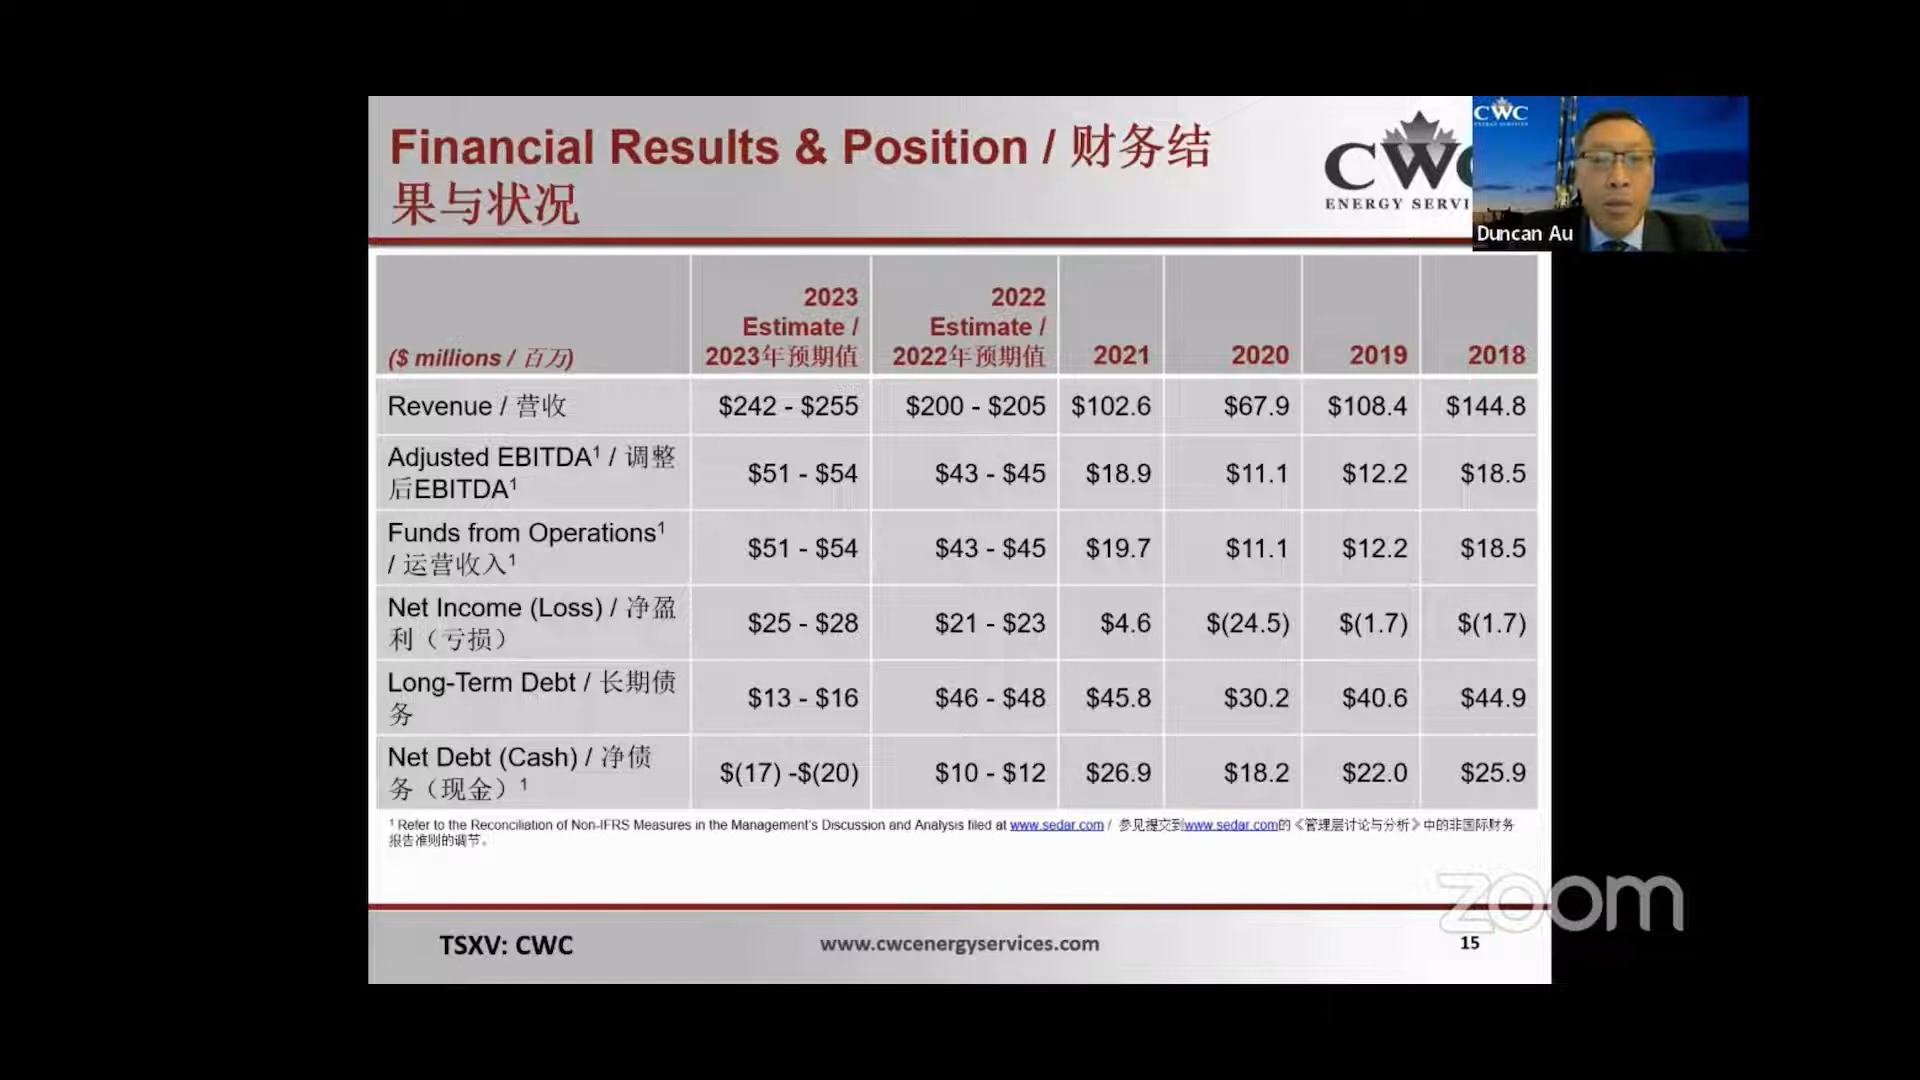 Financial Results & Position / 财务结
果与状况
CWC
ENERGY SERVI
CWC
Duncan Au
($ millions / 百万)
2023
Estimate /
2023年预期值
2022
Estimate /
2022年预期值
2021
2020
2019
2018
Revenue / 营收
$242 - $255
$200 - $205
$102.6
$67.9
$108.4
$144.8
Adjusted EBITDA¹ / 调整
后EBITDA¹
$51 - $54
$43 - $45
$18.9
$11.1
$12.2
$18.5
Funds from Operations¹
/ 运营收入¹
$51 - $54
$43 - $45
$19.7
$11.1
$12.2
$18.5
Net Income (Loss) / 净盈
利（亏损）
$25 - $28
$21 - $23
$4.6
$(24.5)
$(1.7)
$(1.7)
Long-Term Debt / 长期债
务
$13 - $16
$46 - $48
$45.8
$30.2
$40.6
$44.9
Net Debt (Cash) / 净债
务（现金）¹
$(17) -$(20)
$10 - $12
$26.9
$18.2
$22.0
$25.9
¹ Refer to the Reconciliation of Non-IFRS Measures in the Management's Discussion and Analysis filed at www.sedar.com / 参见提交到www.sedar.com的《管理层讨论与分析》中的非国际财务
报告准则的调节。
zoom
TSXV: CWC
www.cwcenergyservices.com
15